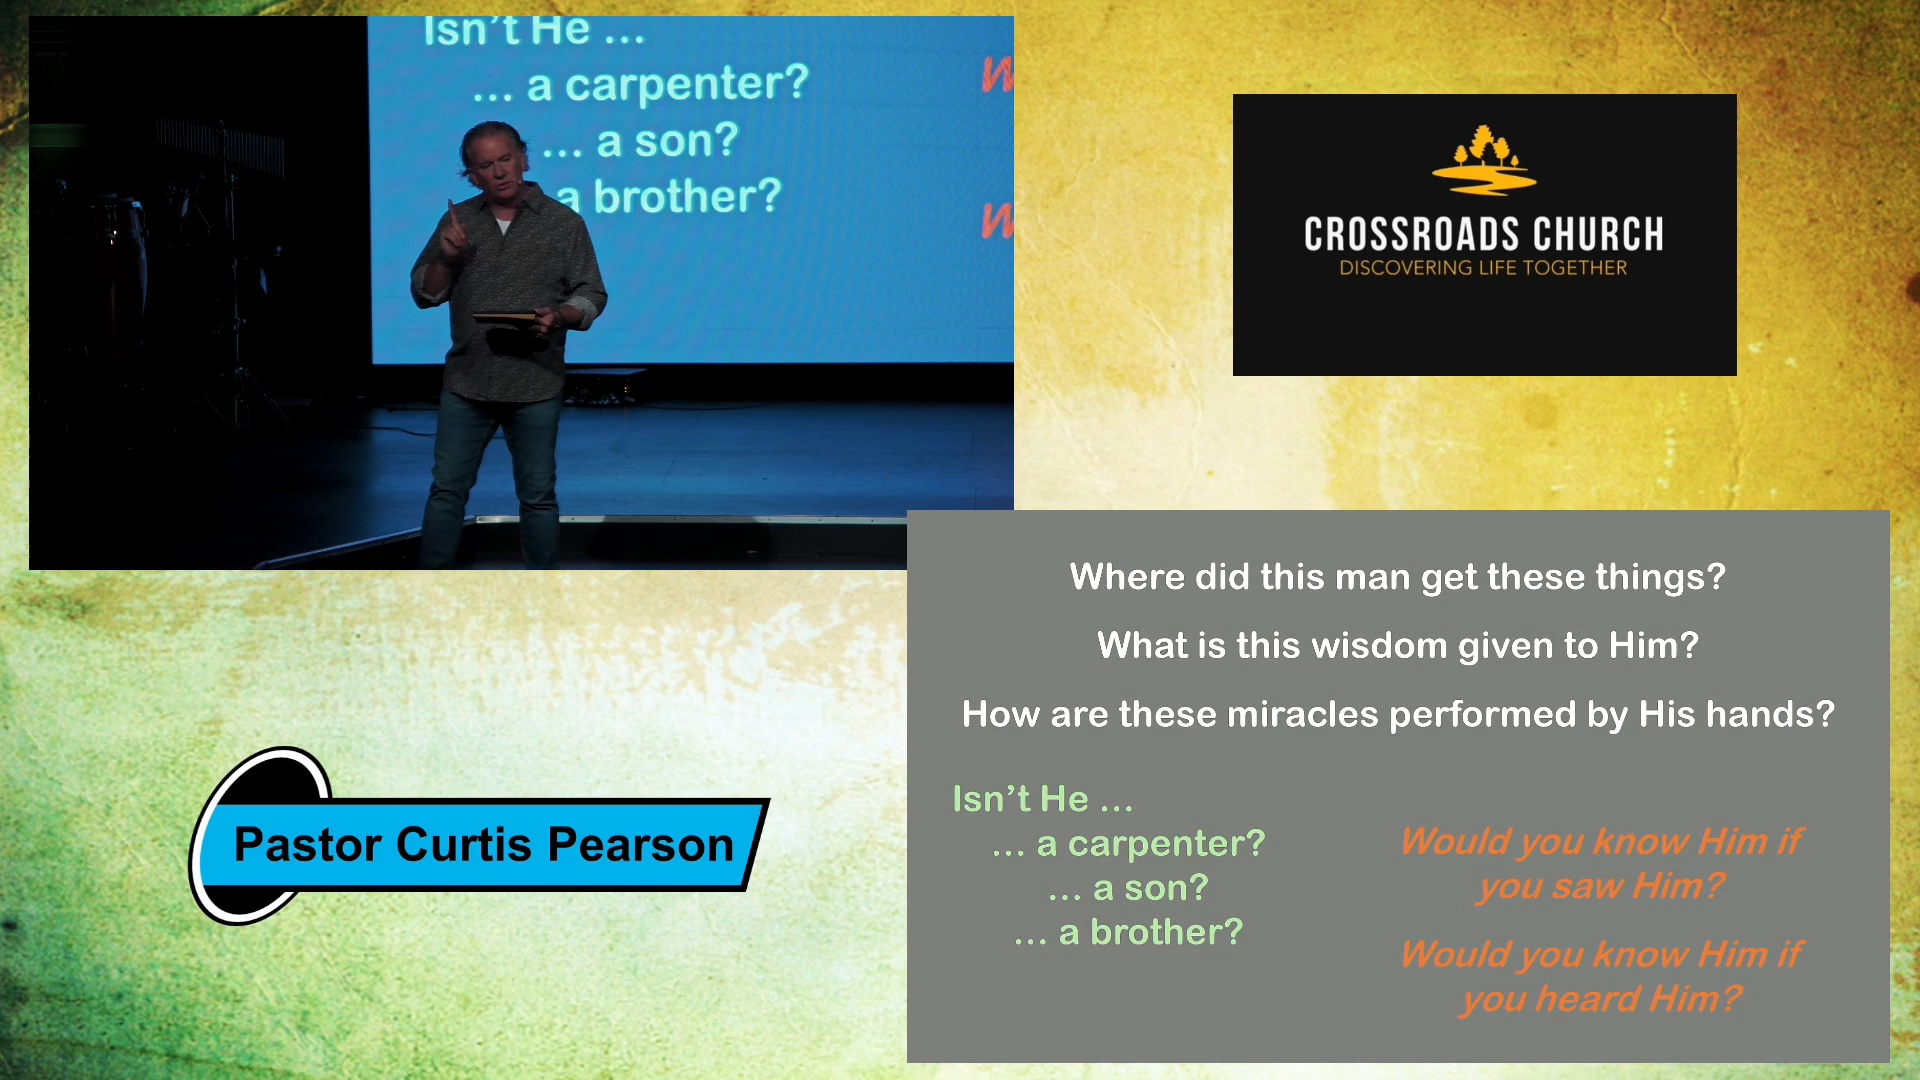 Isn't He ...
... a carpenter?
... a son?
a brother?
W
W
CROSSROADS CHURCH
DISCOVERING LIFE TOGETHER
Where did this man get these things?
What is this wisdom given to Him?
How are these miracles performed by His hands?
Isn't He ...
... a carpenter?
... a son?
... a brother?
Would you know Him if
you saw Him?
Would you know Him if
you heard Him?
Pastor Curtis Pearson